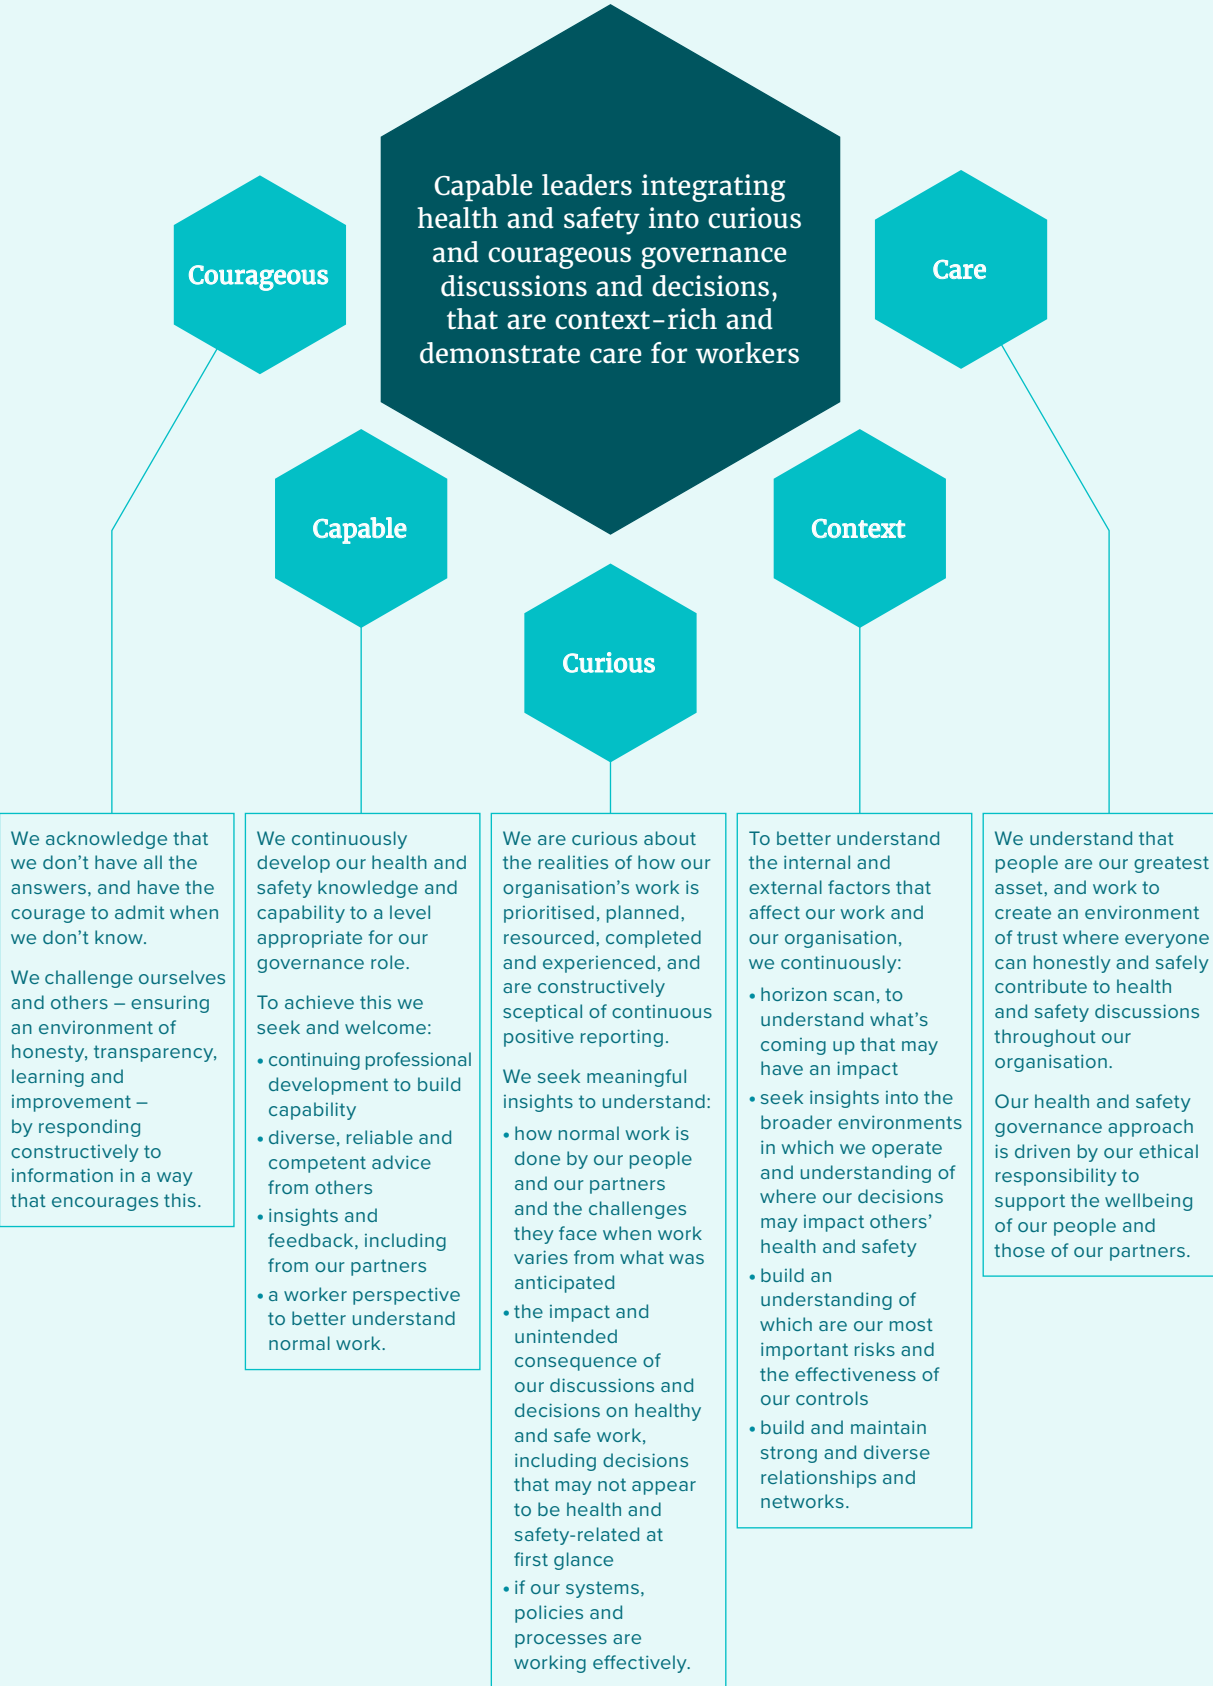 Capable leaders integrating
health and safety into curious
and courageous governance
discussions and decisions,
that are context-rich and
demonstrate care for workers
Courageous
Care
Capable
Context
Curious
We acknowledge that
we don’t have all the
answers, and have the
courage to admit when
we don’t know.
We challenge ourselves
and others – ensuring
an environment of
honesty, transparency,
learning and
improvement –
by responding
constructively to
information in a way
that encourages this.
We continuously
develop our health and
safety knowledge and
capability to a level
appropriate for our
governance role.
To achieve this we
seek and welcome:
• continuing professional
development to build
capability
• diverse, reliable and
competent advice
from others
• insights and
feedback, including
from our partners
• a worker perspective
to better understand
normal work.
We are curious about
the realities of how our
organisation’s work is
prioritised, planned,
resourced, completed
and experienced, and
are constructively
sceptical of continuous
positive reporting.
We seek meaningful
insights to understand:
• how normal work is
done by our people
and our partners
and the challenges
they face when work
varies from what was
anticipated
• the impact and
unintended
consequence of
our discussions and
decisions on healthy
and safe work,
including decisions
that may not appear
to be health and
safety-related at
first glance
• if our systems,
policies and
processes are
working effectively.
To better understand
the internal and
external factors that
affect our work and
our organisation,
we continuously:
• horizon scan, to
understand what’s
coming up that may
have an impact
• seek insights into the
broader environments
in which we operate
and understanding of
where our decisions
may impact others’
health and safety
• build an
understanding of
which are our most
important risks and
the effectiveness of
our controls
• build and maintain
strong and diverse
relationships and
networks.
We understand that
people are our greatest
asset, and work to
create an environment
of trust where everyone
can honestly and safely
contribute to health
and safety discussions
throughout our
organisation.
Our health and safety
governance approach
is driven by our ethical
responsibility to
support the wellbeing
of our people and
those of our partners.